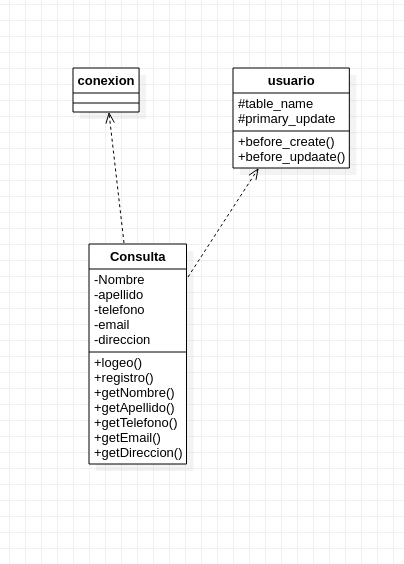 conexion
usuario
#table_name
#primary_update
+before_create()
+before_updaate()
Consulta
-Nombre
-apellido
-telefono
-email
-direccion
+logeo()
+registro()
+getNombre()
+getApellido()
+getTelefono()
+getEmail()
+getDireccion()